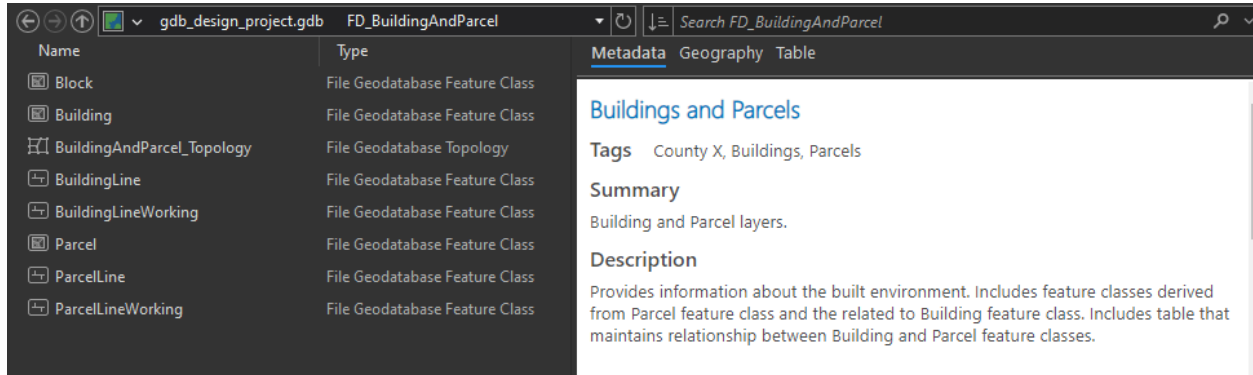 gdb_design_project.gdb FD_BuildingAndParcel Search FD_BuildingAndParcel
Name Type
Block File Geodatabase Feature Class
Building File Geodatabase Feature Class
BuildingAndParcel_Topology File Geodatabase Topology
BuildingLine File Geodatabase Feature Class
BuildingLineWorking File Geodatabase Feature Class
Parcel File Geodatabase Feature Class
ParcelLine File Geodatabase Feature Class
ParcelLineWorking File Geodatabase Feature Class
Metadata Geography Table
Buildings and Parcels
Tags County X, Buildings, Parcels
Summary
Building and Parcel layers.
Description
Provides information about the built environment. Includes feature classes derived
from Parcel feature class and the related to Building feature class. Includes table that
maintains relationship between Building and Parcel feature classes.